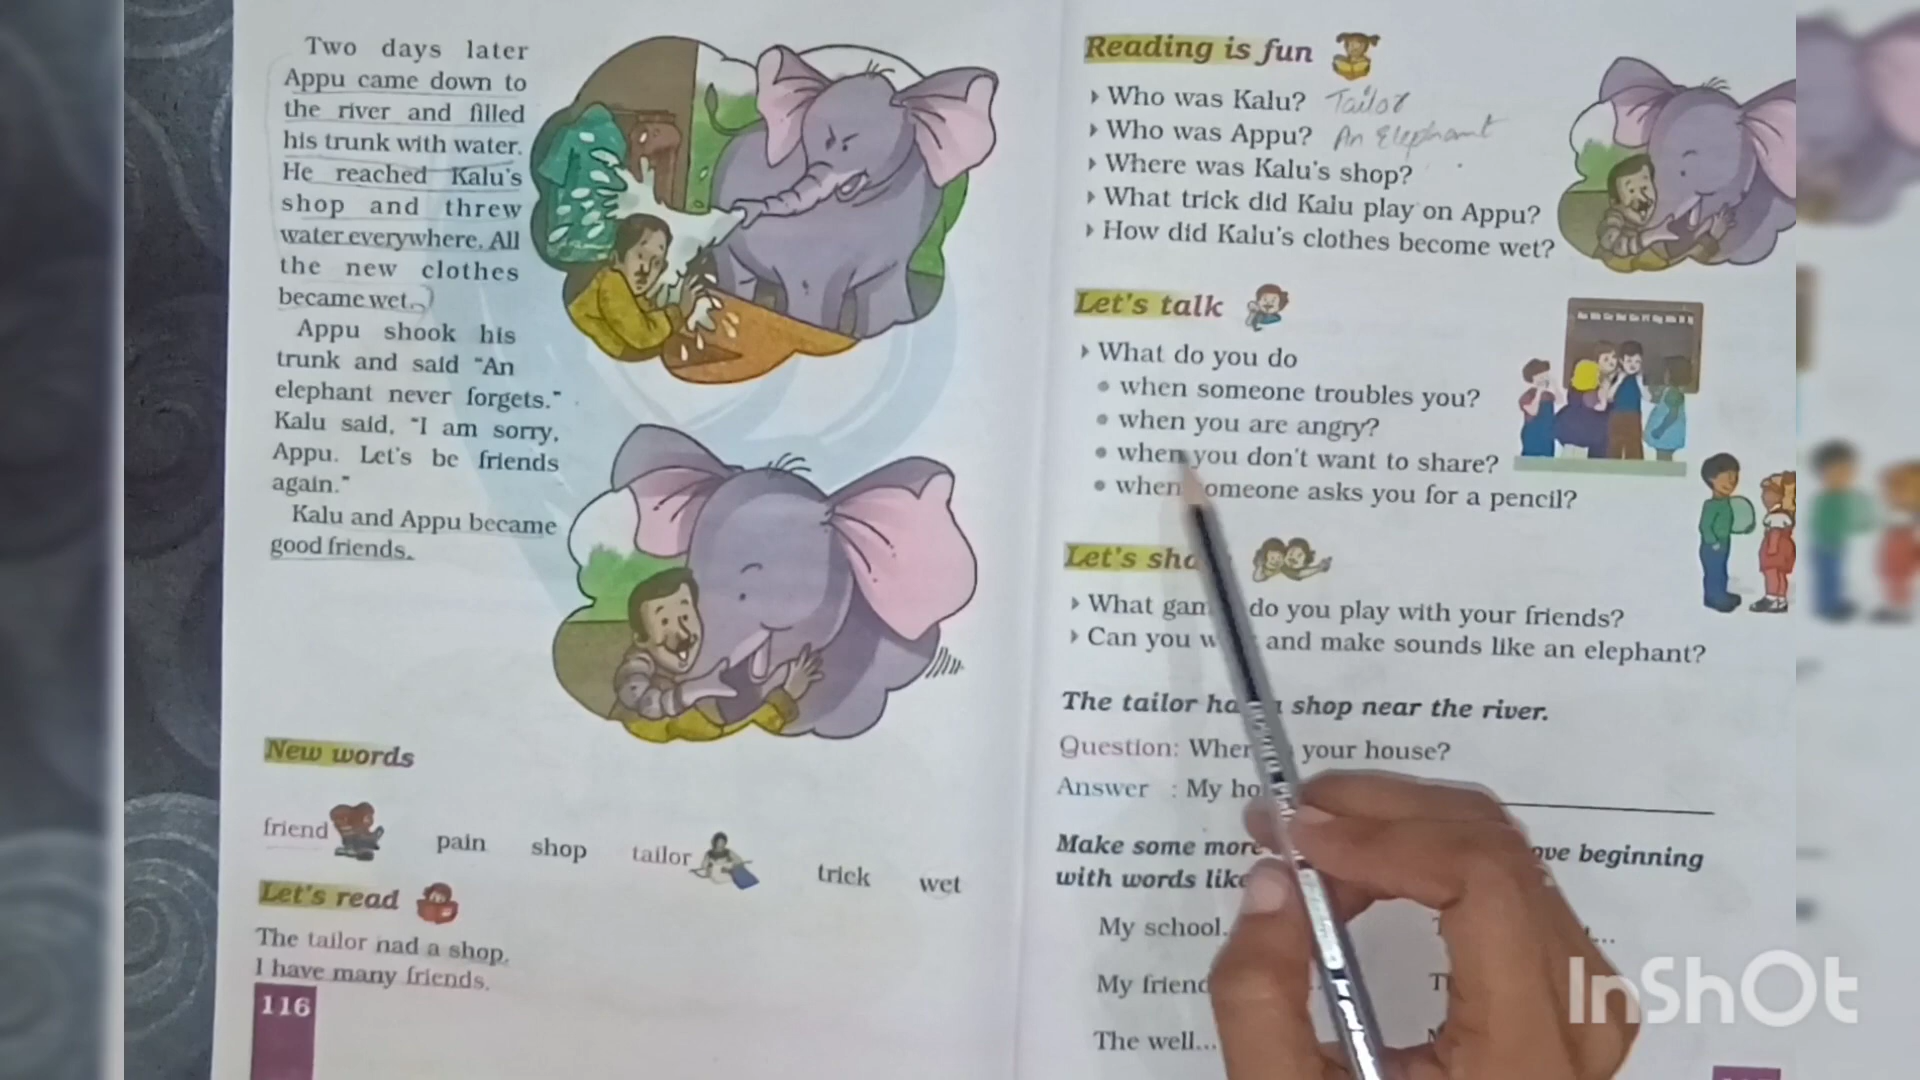 Two days later
Appu came down to
the river and filled
his trunk with water.
He reached Kalu's
shop and threw
water everywhere. All
the new clothes
became wet.
Appu shook his
trunk and said "An
elephant never forgets."
Kalu said, "I am sorry,
Appu. Let's be friends
again."
Kalu and Appu became
good friends.
New words
friend pain shop tailor trick wet
Let's read
The tailor had a shop.
I have many friends.
116
Reading is fun
Who was Kalu? Tailor
Who was Appu? An Elephant
Where was Kalu's shop?
What trick did Kalu play on Appu?
How did Kalu's clothes become wet?
Let's talk
What do you do
when someone troubles you?
when you are angry?
when you don't want to share?
when someone asks you for a pencil?
Let's
What do you play with your friends?
Can you and make sounds like an elephant?
The tailor shop near the river.
Question: your house?
Answer : My
Make some more beginning
with words
My school.
My
The well...
InShOt